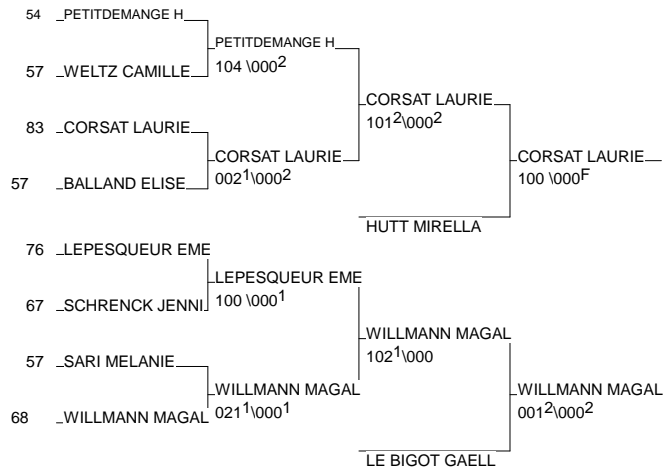 54 PETITDEMANGE H
PETITDEMANGE H
104 \000²
57 WELTZ CAMILLE
CORSAT LAURIE
101²\000²
83 CORSAT LAURIE
CORSAT LAURIE
002¹\000²
CORSAT LAURIE
100 \000F
57 BALLAND ELISE
HUTT MIRELLA
76 LEPESQUEUR EME
LEPESQUEUR EME
100 \000¹
67 SCHRENCK JENNI
WILLMANN MAGAL
102¹\000
57 SARI MELANIE
WILLMANN MAGAL
021¹\000¹
WILLMANN MAGAL
001²\000²
68 WILLMANN MAGAL
LE BIGOT GAELL